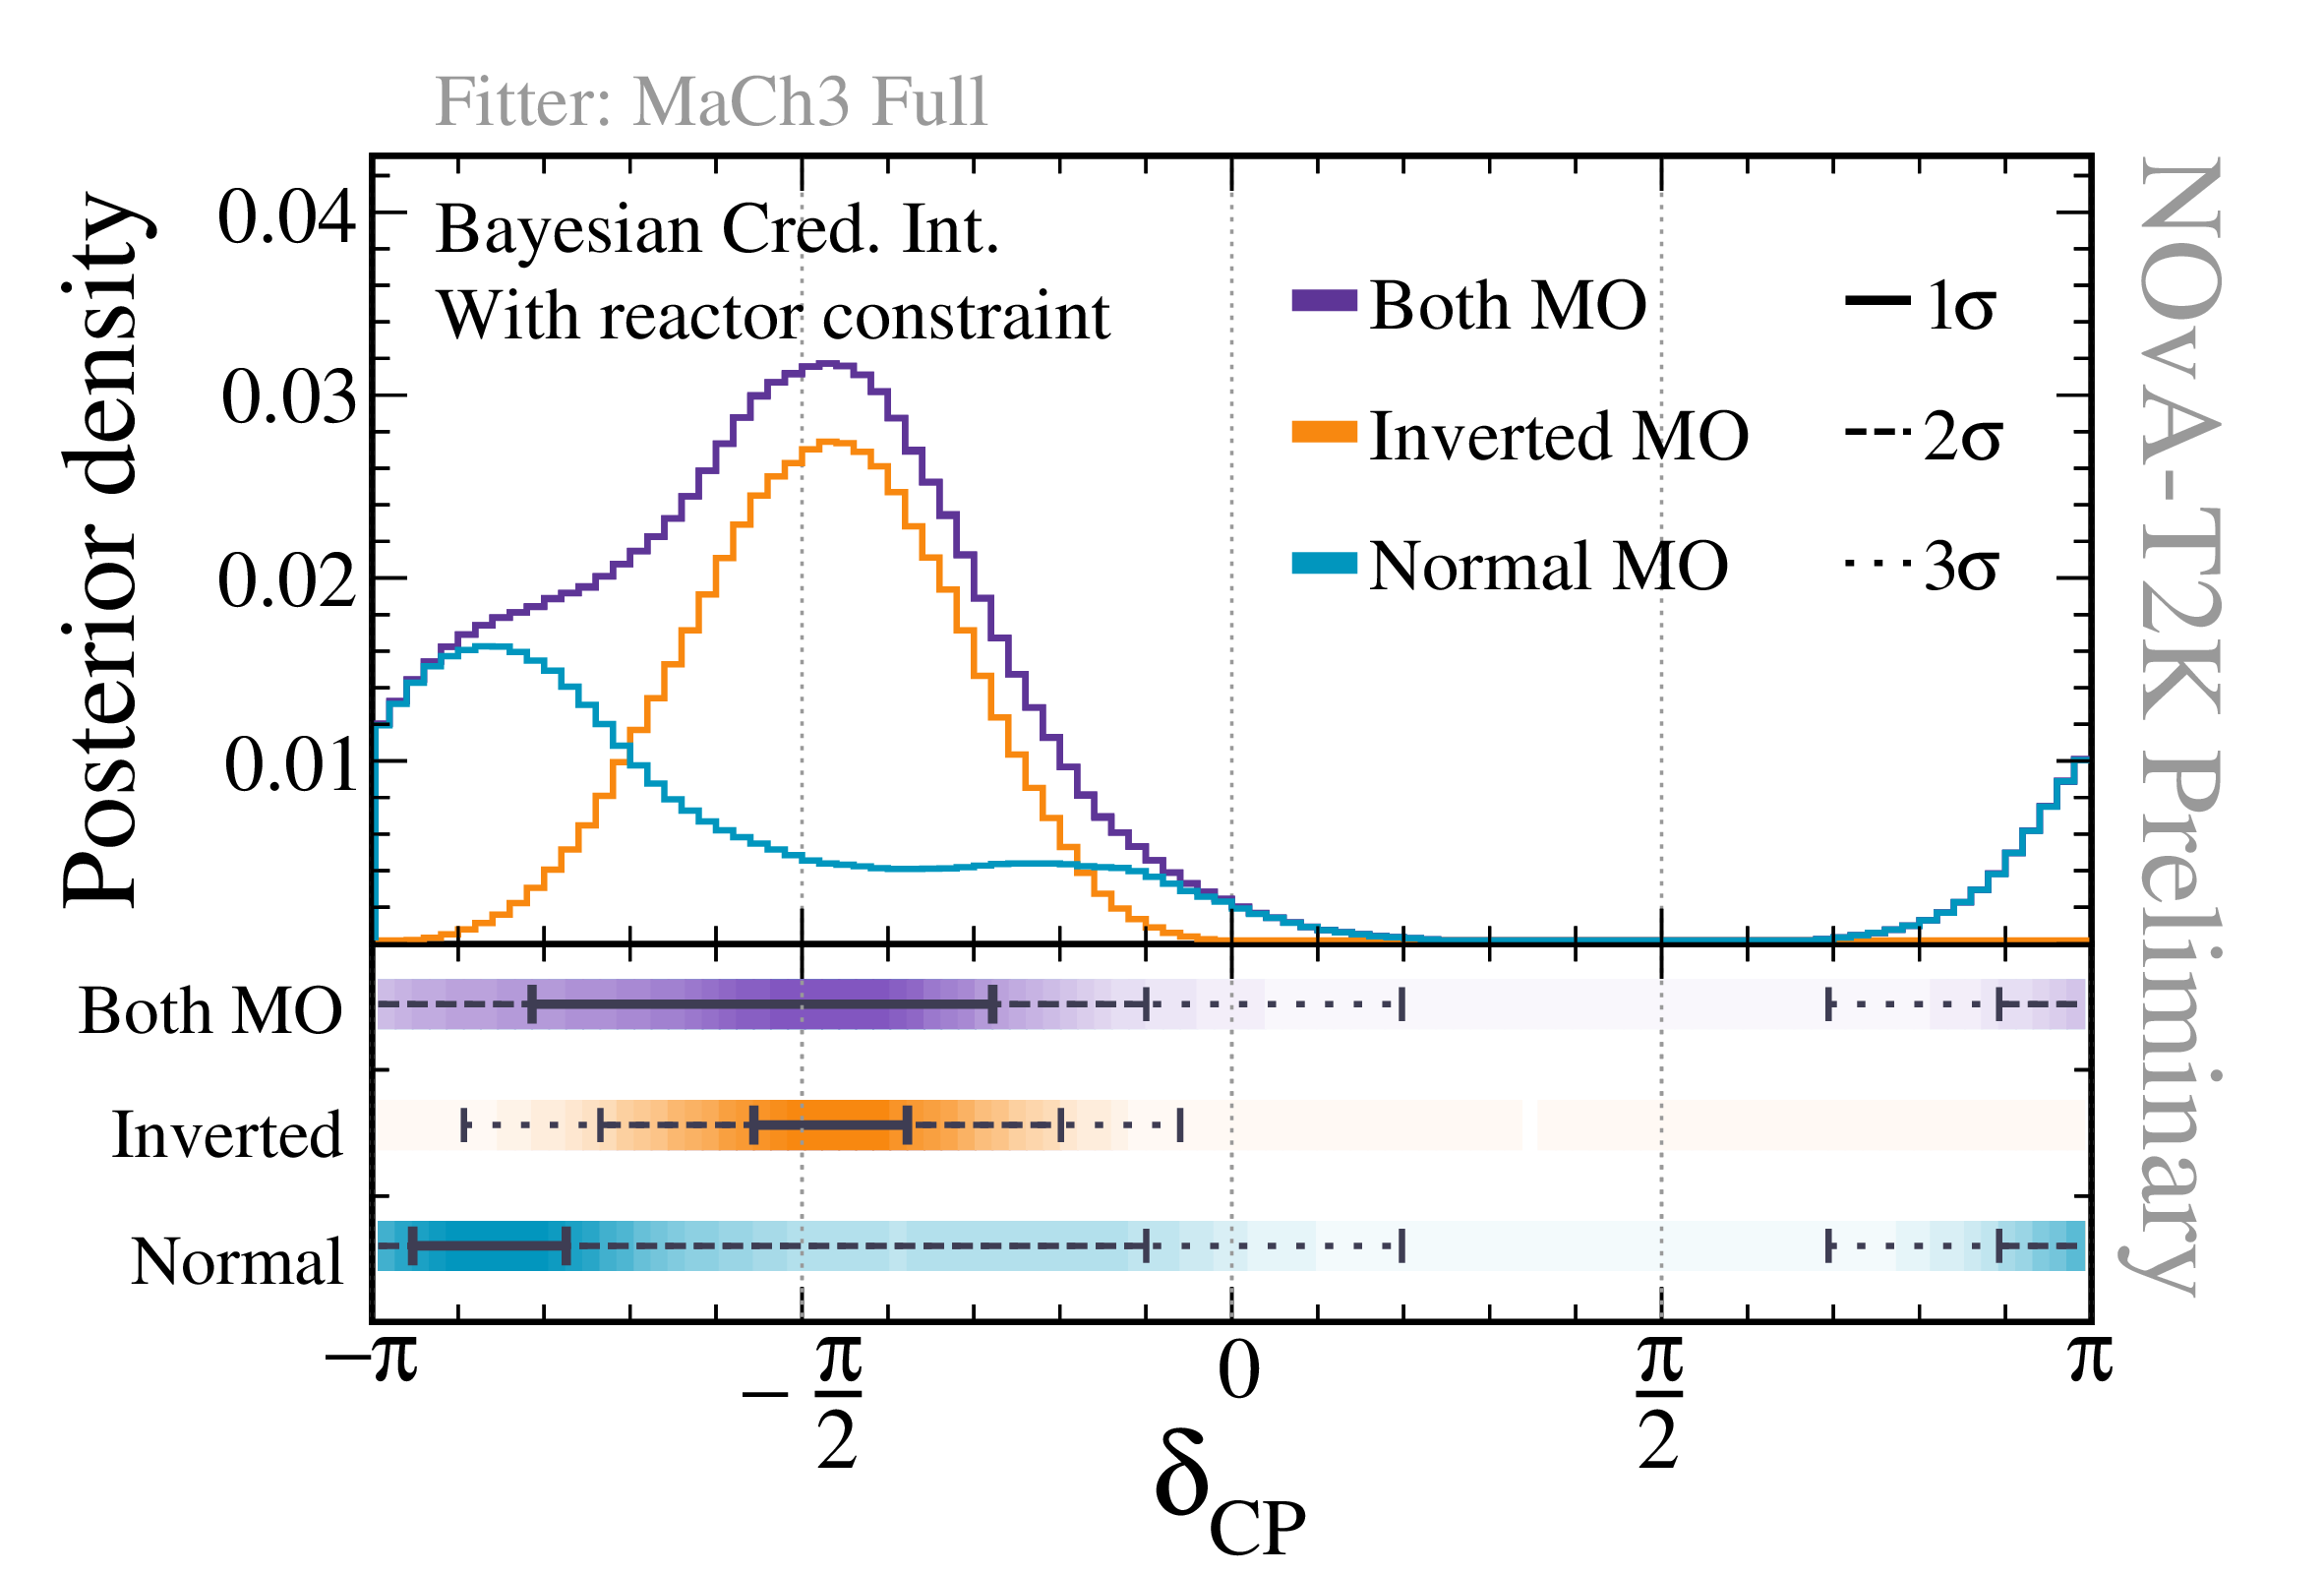 Fitter: MaCh3 Full
NOvA-T2K Preliminary
Posterior density
0.04
0.03
0.02
0.01
Bayesian Cred. Int.
With reactor constraint
Both MO
Inverted MO
Normal MO
1σ
2σ
3σ
Both MO
Inverted
Normal
−π
−π/2
0
π/2
π
δCP